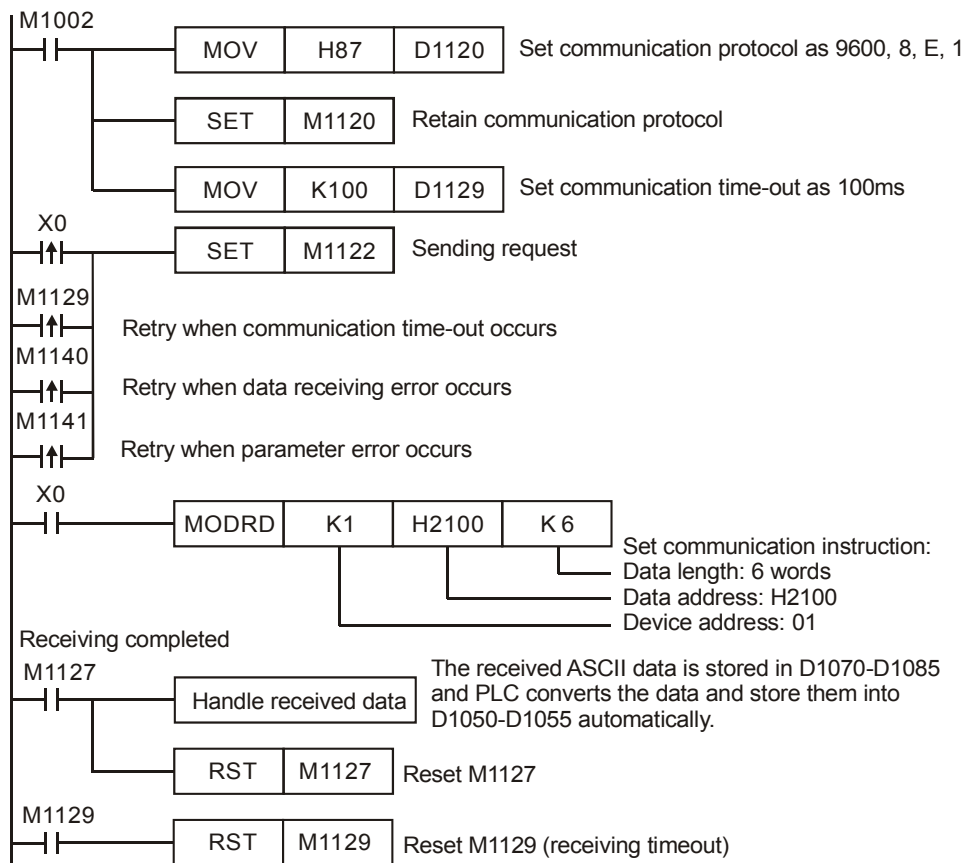 M1002
MOV H87 D1120 Set communication protocol as 9600, 8, E, 1
SET M1120 Retain communication protocol
MOV K100 D1129 Set communication time-out as 100ms
X0
SET M1122 Sending request
M1129
Retry when communication time-out occurs
M1140
Retry when data receiving error occurs
M1141
Retry when parameter error occurs
X0
MODRD K1 H2100 K 6
Set communication instruction:
Data length: 6 words
Data address: H2100
Device address: 01
Receiving completed
M1127
Handle received data
The received ASCII data is stored in D1070-D1085
and PLC converts the data and store them into
D1050-D1055 automatically.
RST M1127 Reset M1127
M1129
RST M1129 Reset M1129 (receiving timeout)